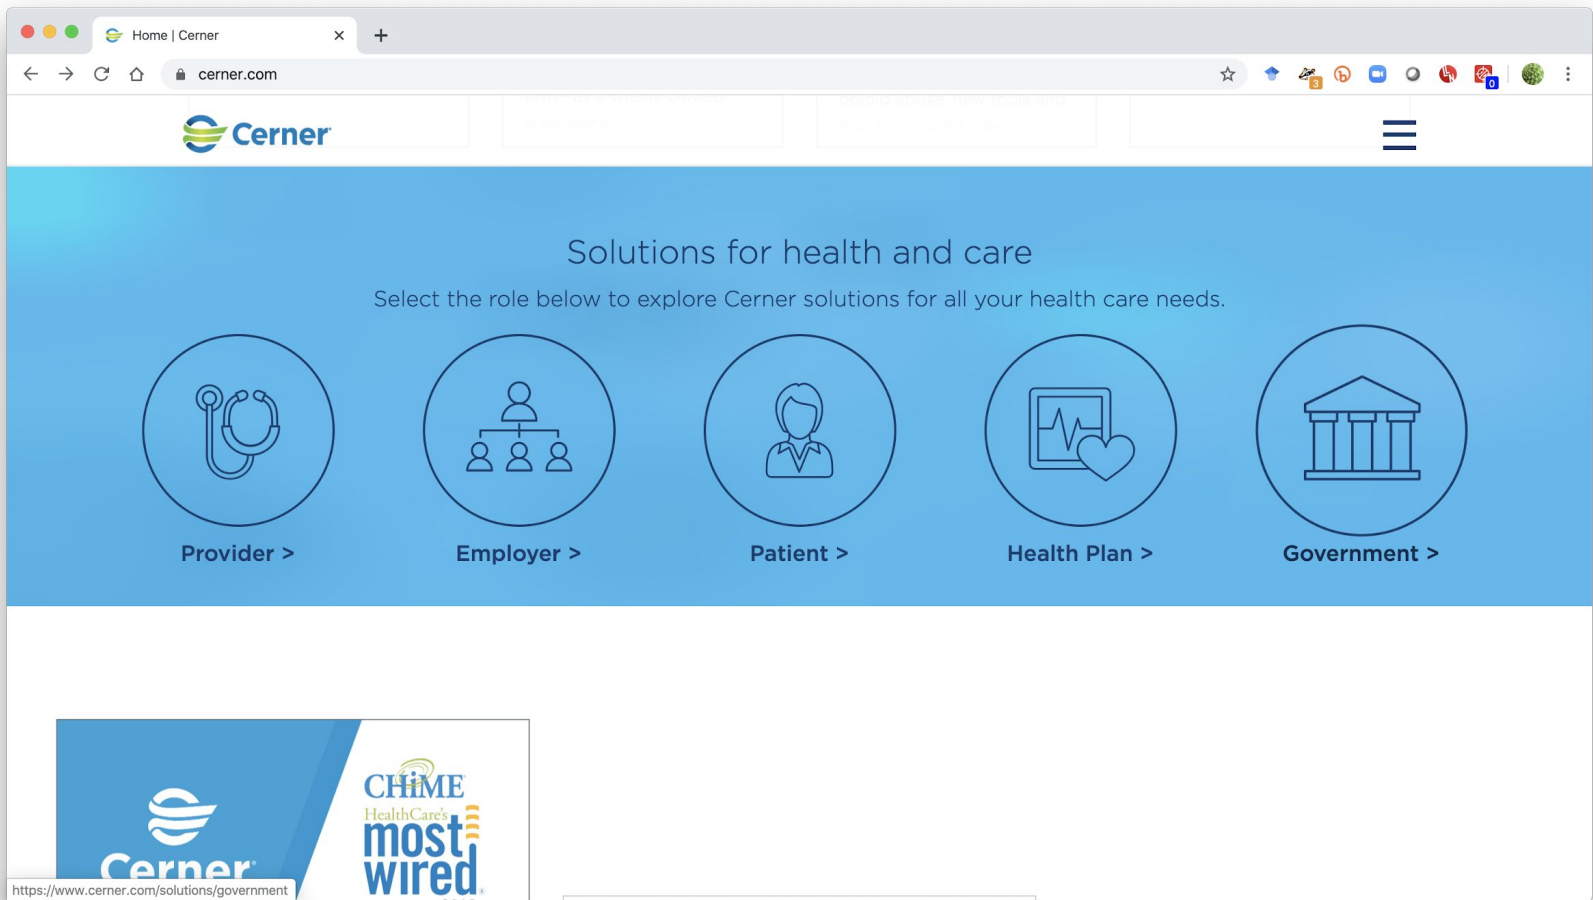 Home | Cerner
cerner.com
3
0
Cerner
Solutions for health and care
Select the role below to explore Cerner solutions for all your health care needs.
Provider >
Employer >
Patient >
Health Plan >
Government >
CHiME
HealthCare's
most
wired
Cerner
https://www.cerner.com/solutions/government